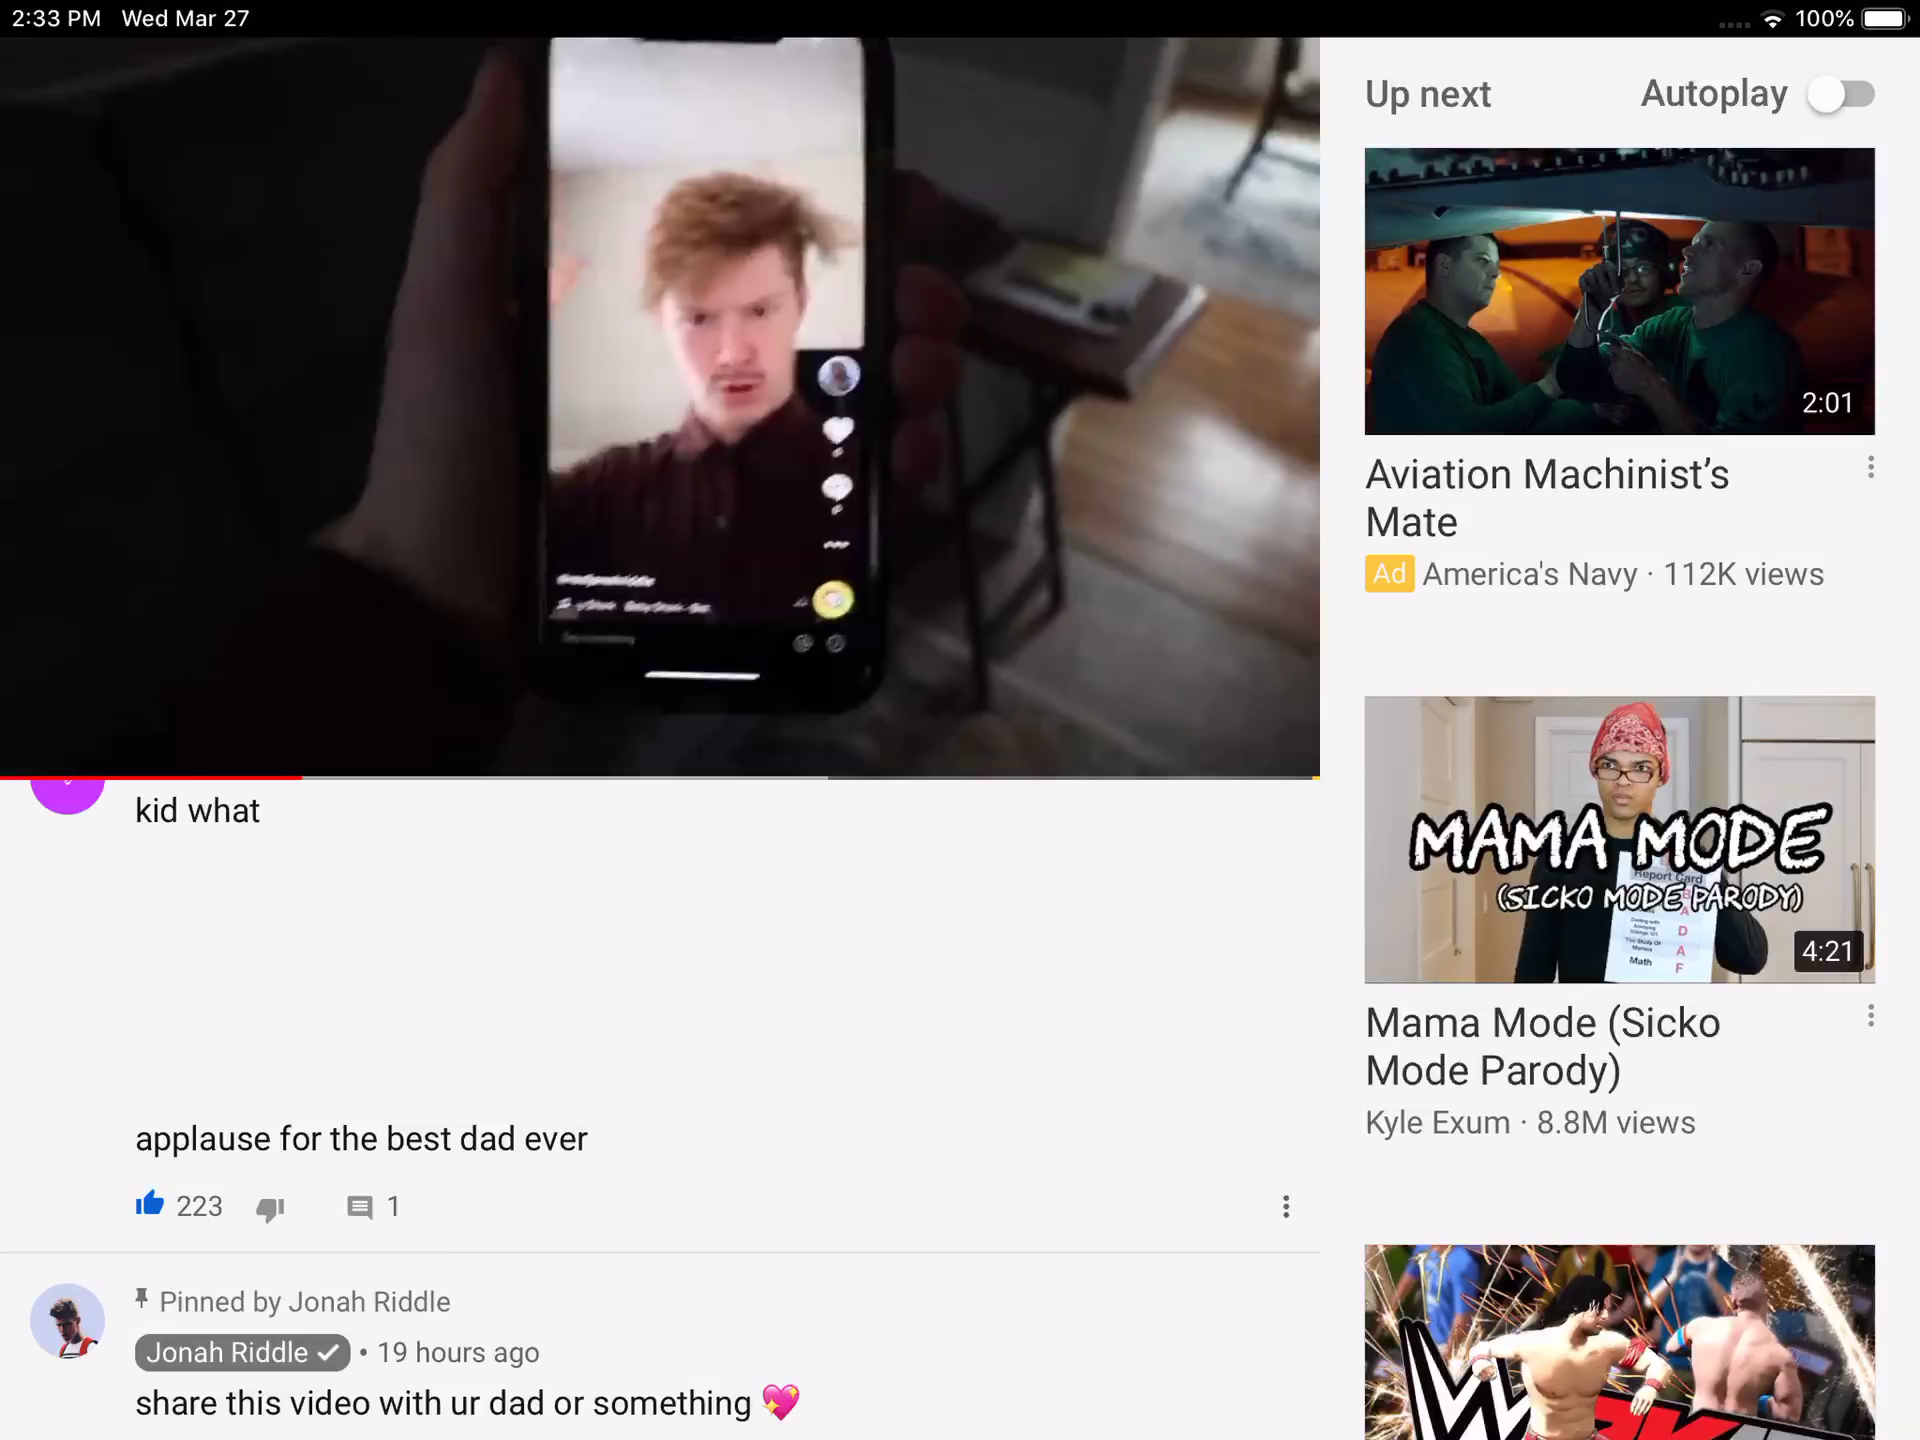 2:33 PM Wed Mar 27
100%
Up next
Autoplay
2:01
Aviation Machinist’s
Mate
Ad America's Navy · 112K views
kid what
MAMA MODE
(SICKO MODE PARODY)
Report Card
A
D
A
Math F
4:21
Mama Mode (Sicko
Mode Parody)
Kyle Exum · 8.8M views
applause for the best dad ever
223 1
Pinned by Jonah Riddle
Jonah Riddle • 19 hours ago
share this video with ur dad or something 💖